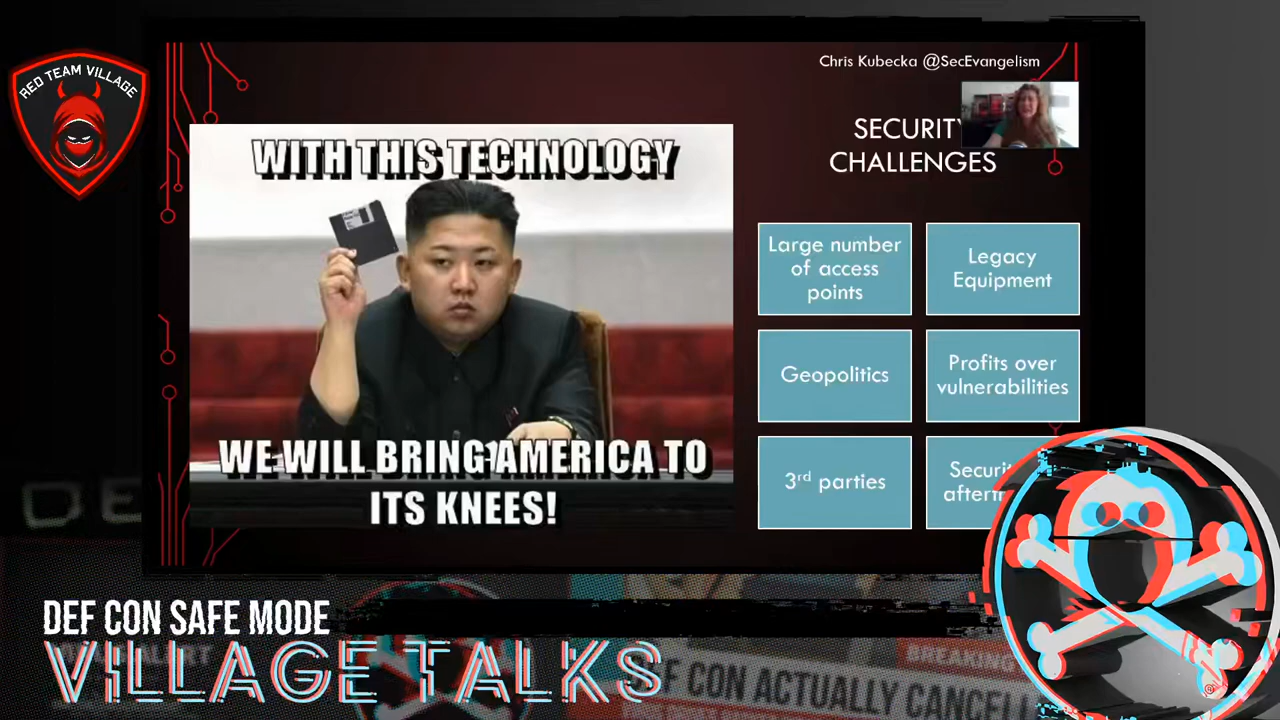 RED TEAM VILLAGE
Chris Kubecka @SecEvangelism
SECURITY
CHALLENGES
WITH THIS TECHNOLOGY
WE WILL BRING AMERICA TO
ITS KNEES!
Large number
of access
points
Legacy
Equipment
Geopolitics
Profits over
vulnerabilities
3rd parties
DEF CON SAFE MODE
VILLAGE TALKS
DEF CON ACTUALLY